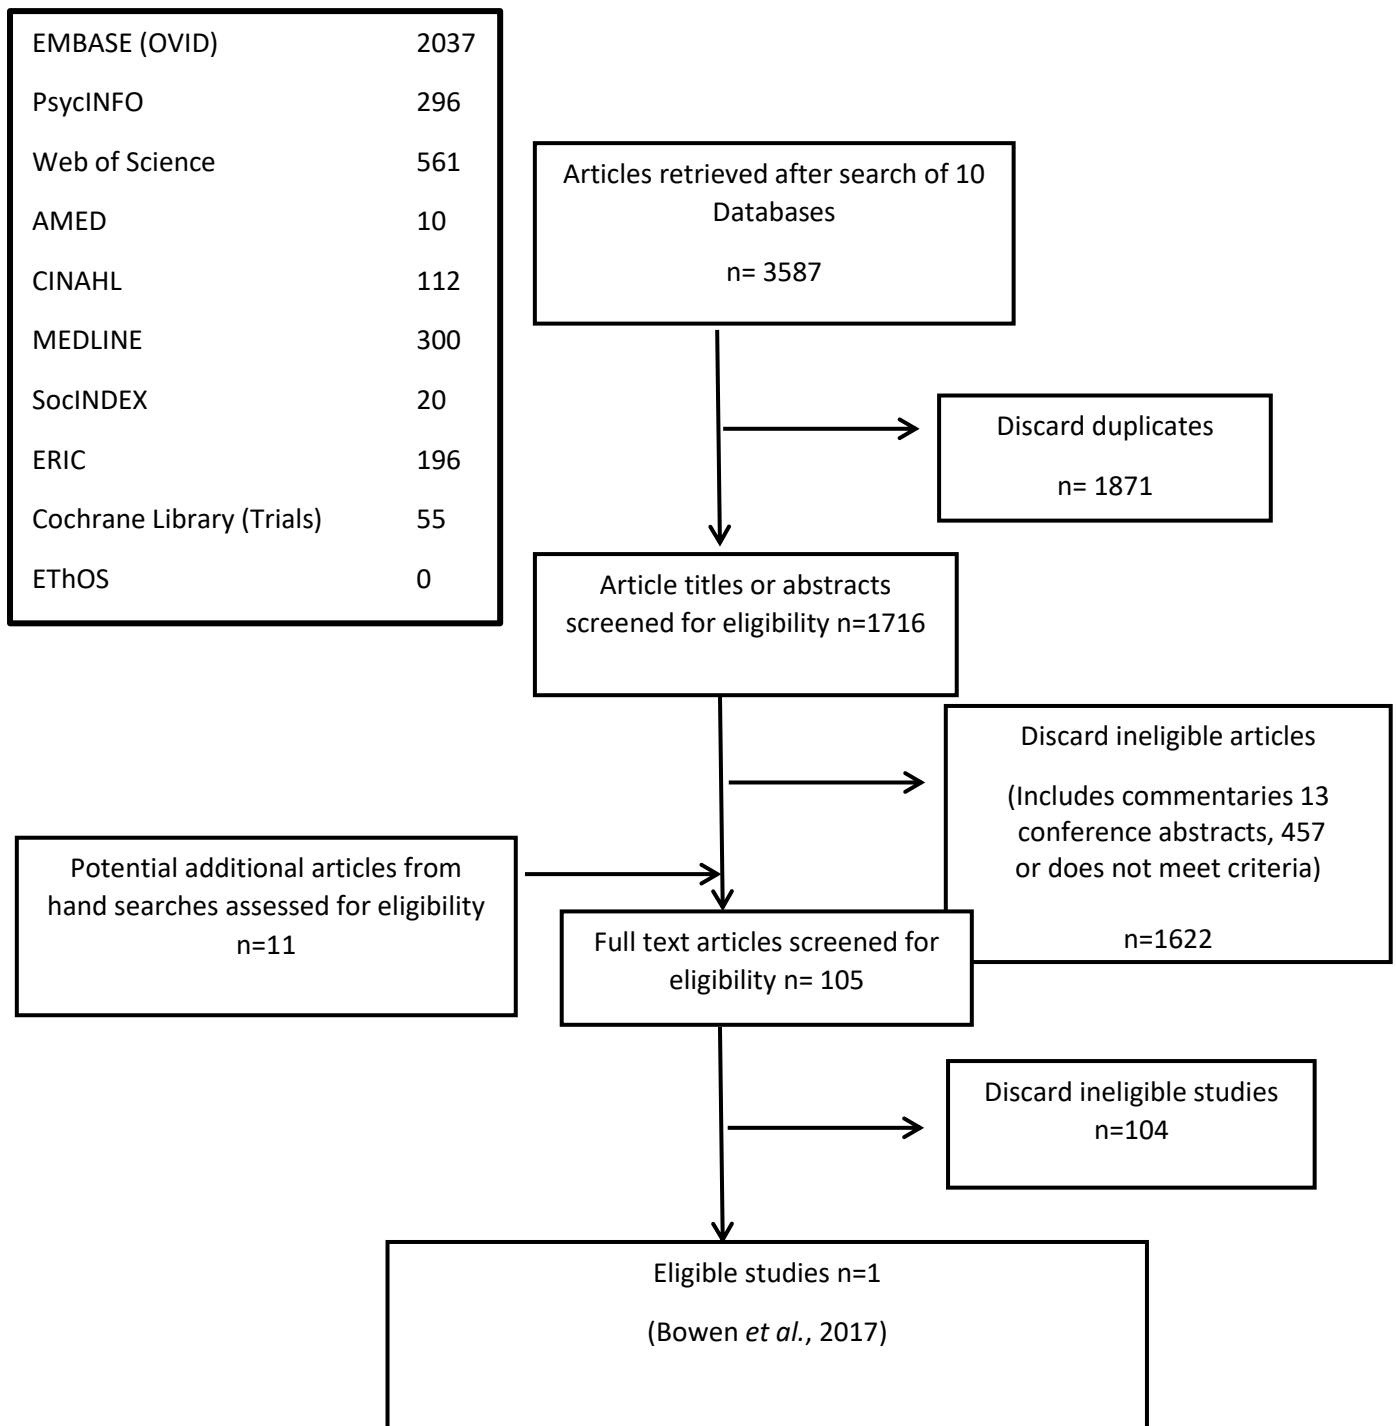 EMBASE (OVID) 2037
PsycINFO 296
Web of Science 561
AMED 10
CINAHL 112
MEDLINE 300
SocINDEX 20
ERIC 196
Cochrane Library (Trials) 55
EThOS 0
Articles retrieved after search of 10
Databases
n= 3587
Discard duplicates
n= 1871
Article titles or abstracts
screened for eligibility n=1716
Discard ineligible articles
(Includes commentaries 13
conference abstracts, 457
or does not meet criteria)
n=1622
Potential additional articles from
hand searches assessed for eligibility
n=11
Full text articles screened for
eligibility n= 105
Discard ineligible studies
n=104
Eligible studies n=1
(Bowen et al., 2017)